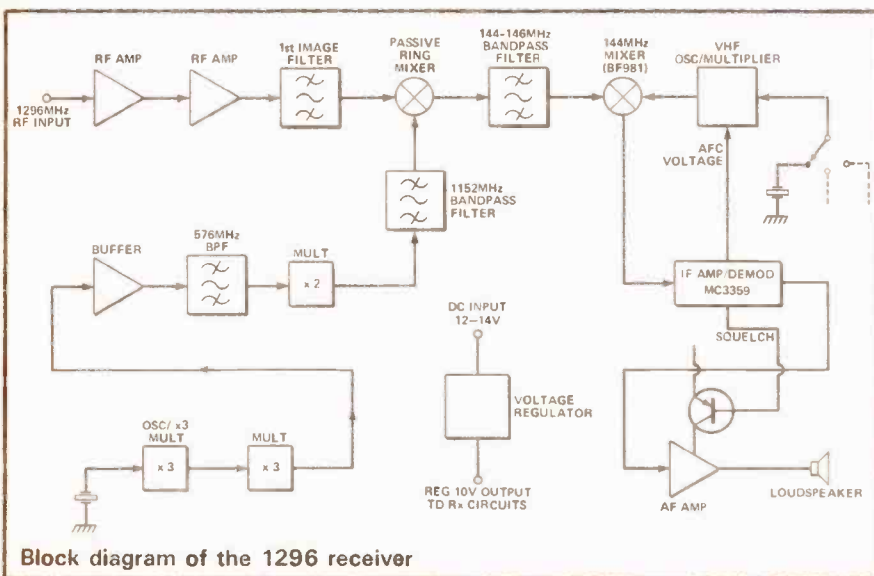 RF AMP
RF AMP
1st IMAGE
FILTER
PASSIVE
RING
MIXER
144-146MHz
BANDPASS
FILTER
144MHz
MIXER
(BF981)
VHF
OSC/MULTIPLIER
1296MHz
RF INPUT
AFC
VOLTAGE
1152MHz
BANDPASS
FILTER
BUFFER
576MHz
BPF
MULT
x 2
IF AMP/DEMOD
MC3359
DC INPUT
12-14V
SQUELCH
VOLTAGE
REGULATOR
OSC/ x3
MULT
x 3
MULT
x 3
REG 10V OUTPUT
TD Rx CIRCUITS
AF AMP
LOUDSPEAKER
Block diagram of the 1296 receiver